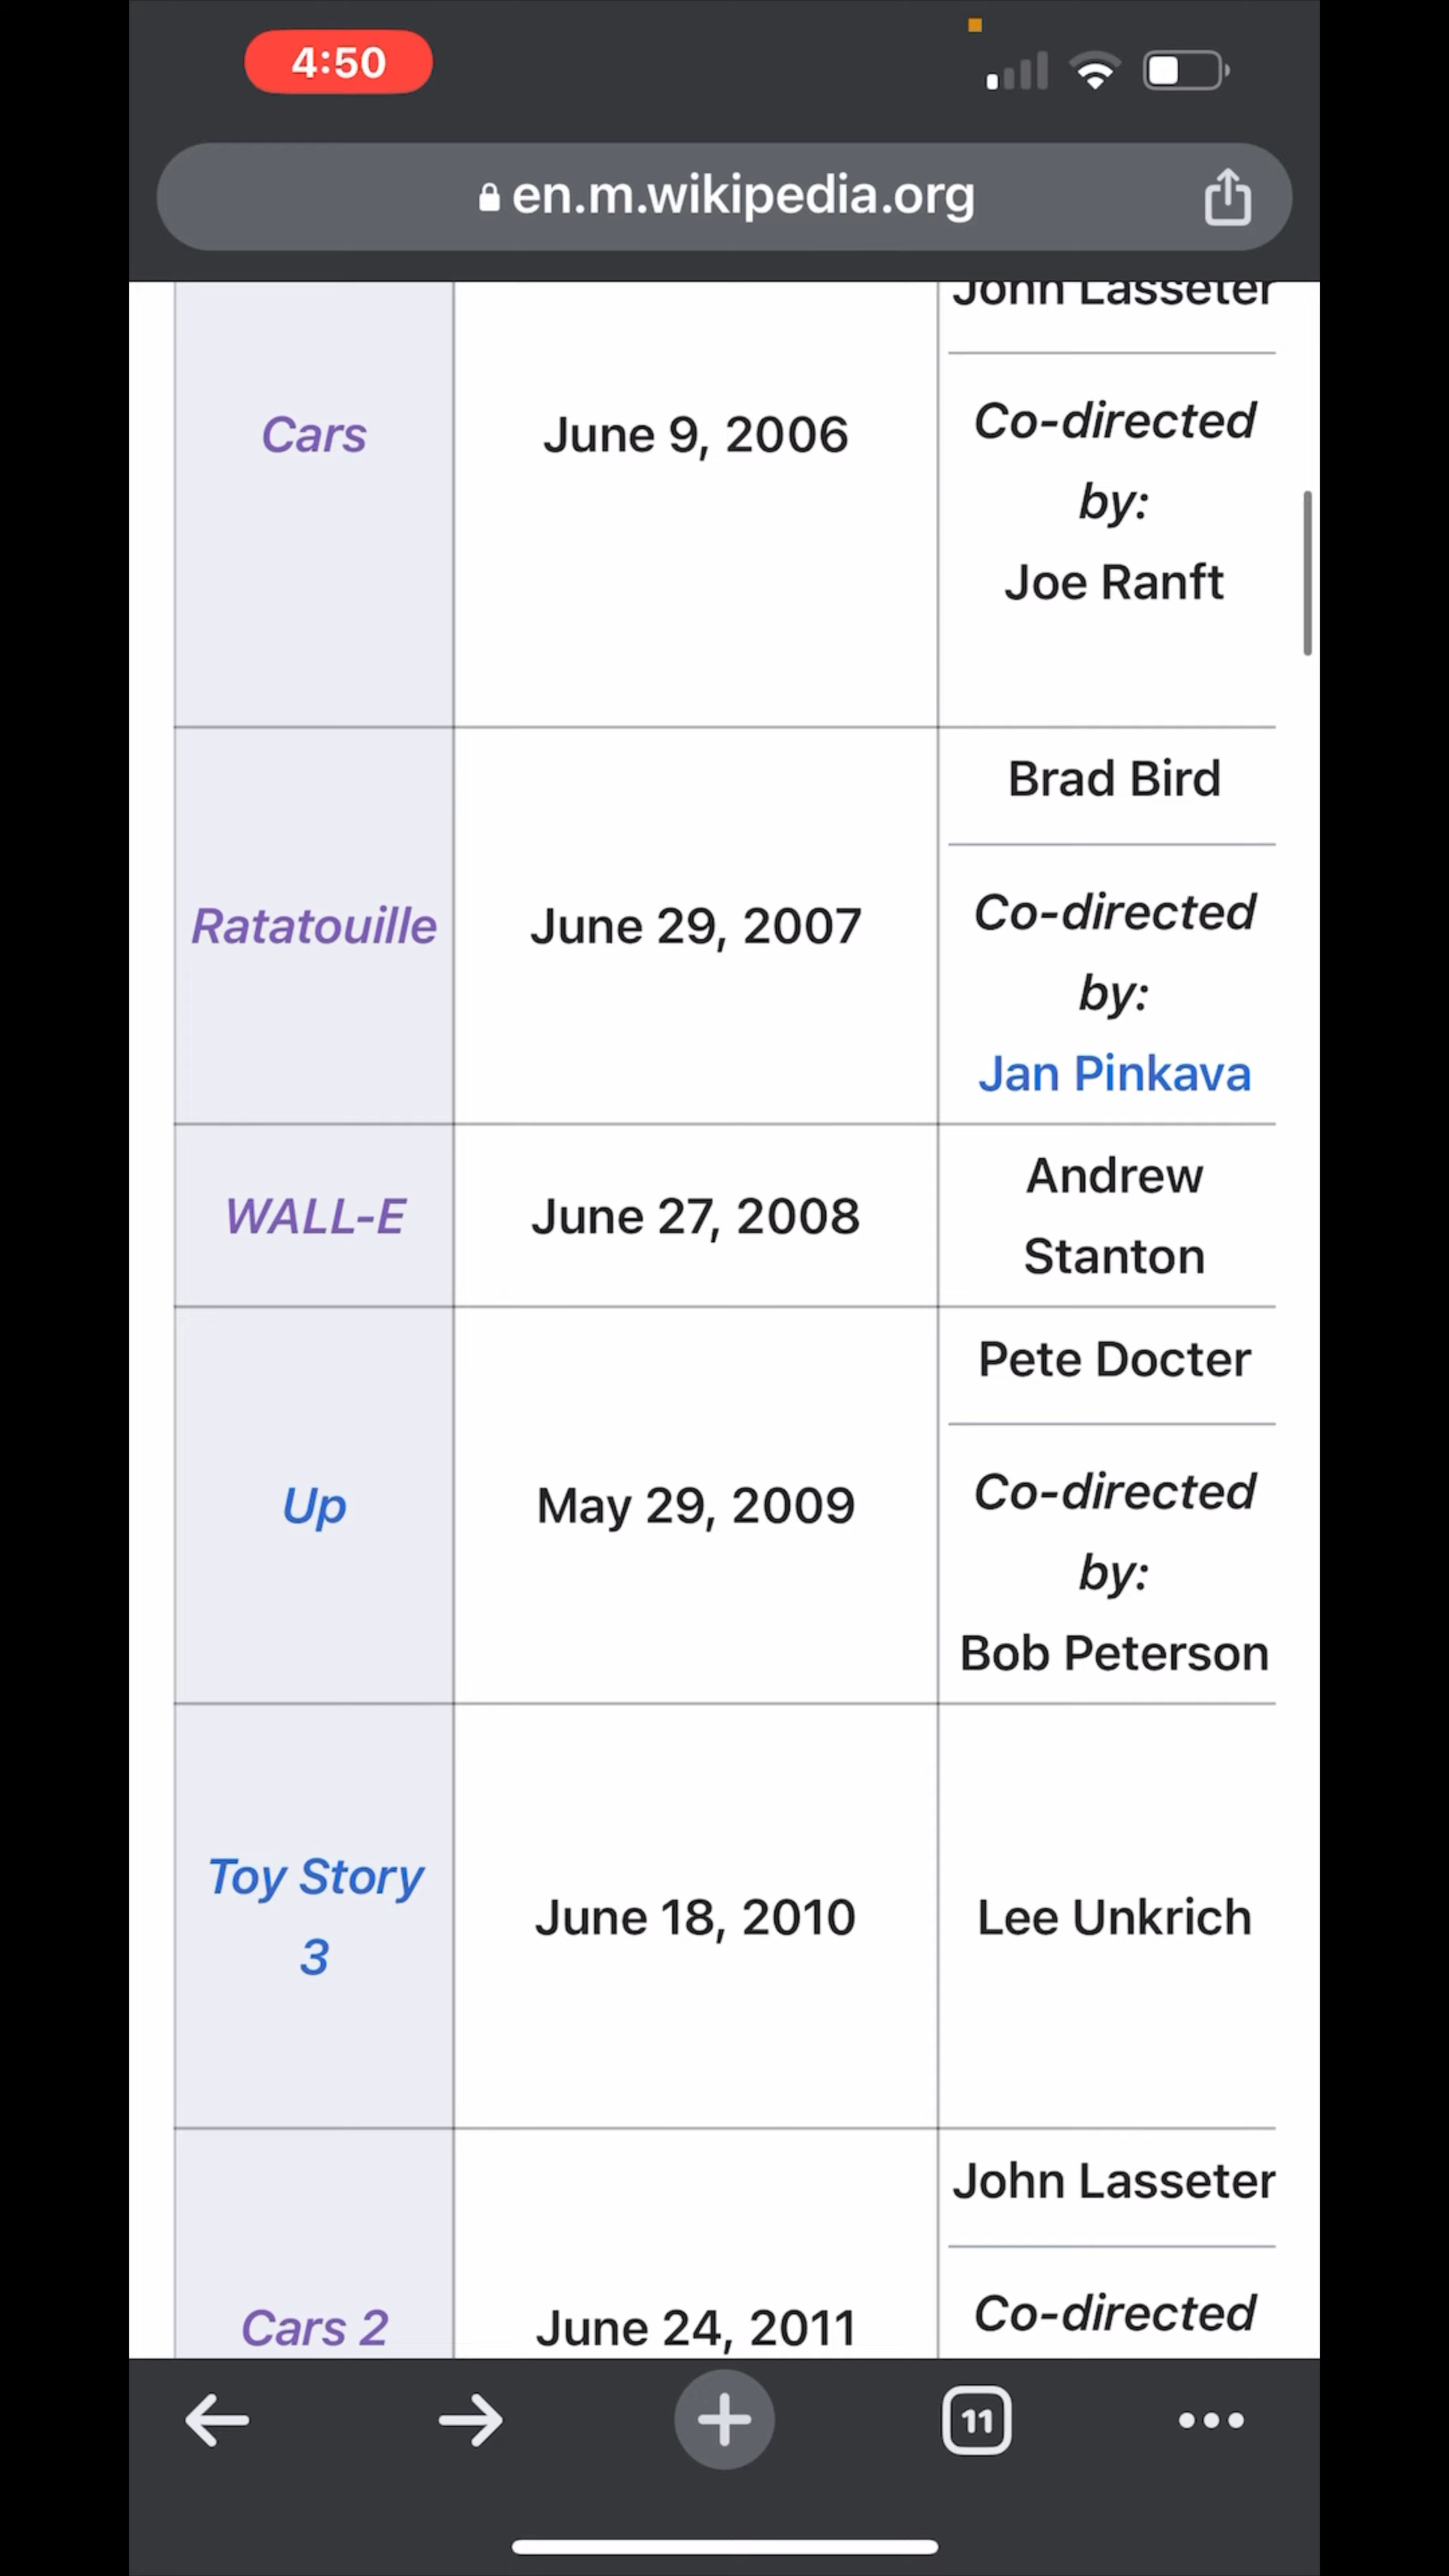 4:50
en.m.wikipedia.org
John Lasseter
Cars
June 9, 2006
Co-directed
by:
Joe Ranft
Brad Bird
Ratatouille
June 29, 2007
Co-directed
by:
Jan Pinkava
WALL-E
June 27, 2008
Andrew
Stanton
Pete Docter
Up
May 29, 2009
Co-directed
by:
Bob Peterson
Toy Story
3
June 18, 2010
Lee Unkrich
John Lasseter
Cars 2
June 24, 2011
Co-directed
11